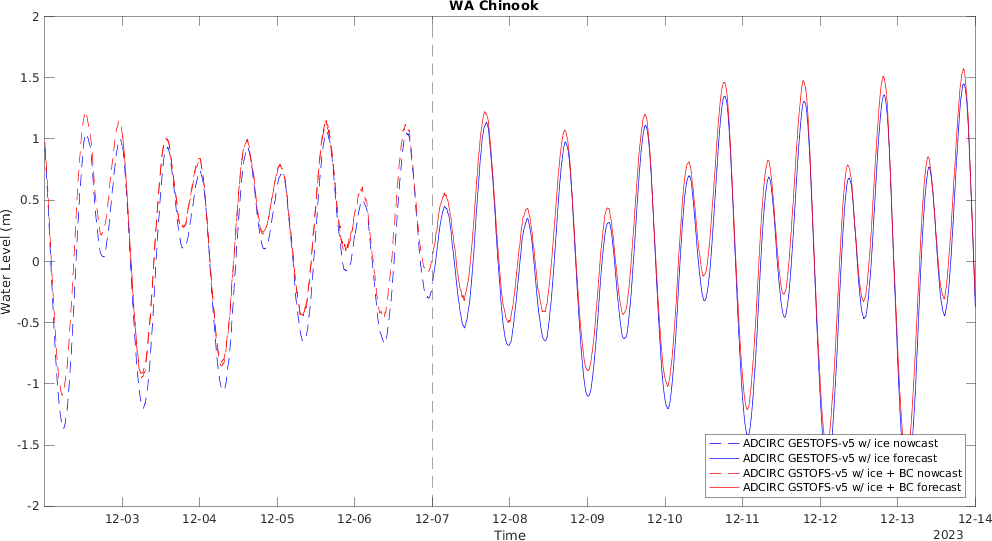 WA Chinook
2
1.5
1
0.5
0
-0.5
-1
-1.5
-2
Water Level (m)
12-03 12-04 12-05 12-06 12-07 12-08 12-09 12-10 12-11 12-12 12-13 12-14
Time
2023
ADCIRC GESTOFS-v5 w/ ice nowcast
ADCIRC GESTOFS-v5 w/ ice forecast
ADCIRC GSTOFS-v5 w/ ice + BC nowcast
ADCIRC GSTOFS-v5 w/ ice + BC forecast